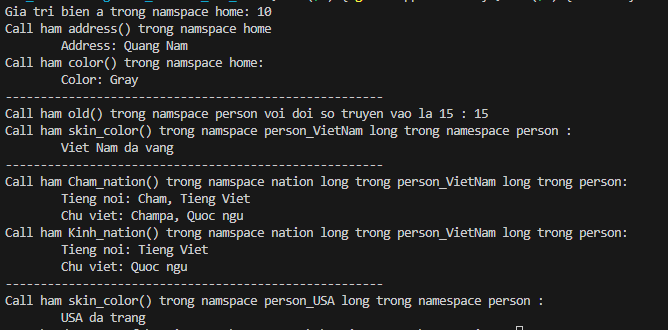 Gia tri bien a trong namspace home: 10
Call ham address() trong namspace home
Address: Quang Nam
Call ham color() trong namspace home:
Color: Gray
------------------------------------------------------
Call ham old() trong namspace person voi doi so truyen vao la 15 : 15
Call ham skin_color() trong namspace person_VietNam long trong namespace person :
Viet Nam da vang
------------------------------------------------------
Call ham Cham_nation() trong namspace nation long trong person_VietNam long trong person:
Tieng noi: Cham, Tieng Viet
Chu viet: Champa, Quoc ngu
Call ham Kinh_nation() trong namspace nation long trong person_VietNam long trong person:
Tieng noi: Tieng Viet
Chu viet: Quoc ngu
------------------------------------------------------
Call ham skin_color() trong namspace person_USA long trong namespace person :
USA da trang